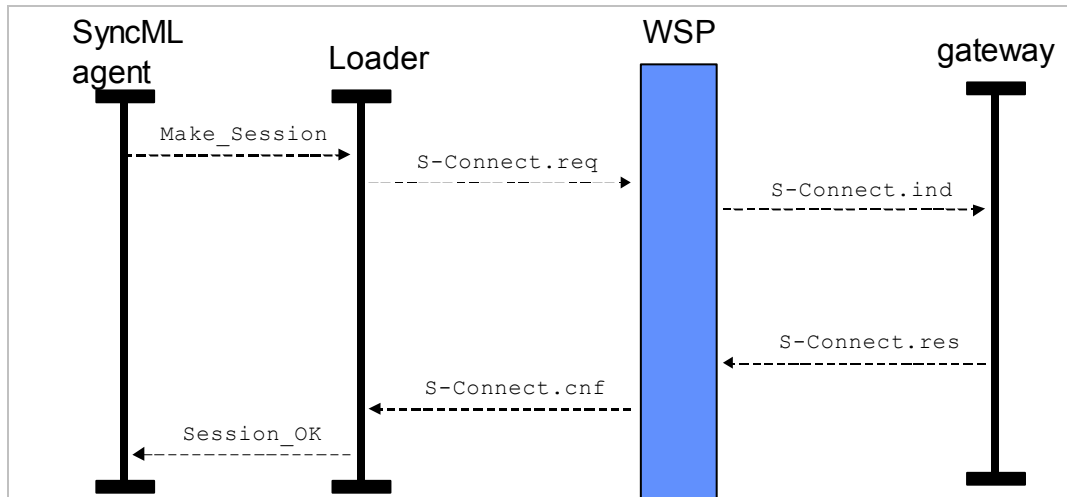 SyncML
agent
Loader
WSP
gateway
Make_Session
S-Connect.req
S-Connect.ind
S-Connect.res
S-Connect.cnf
Session_OK